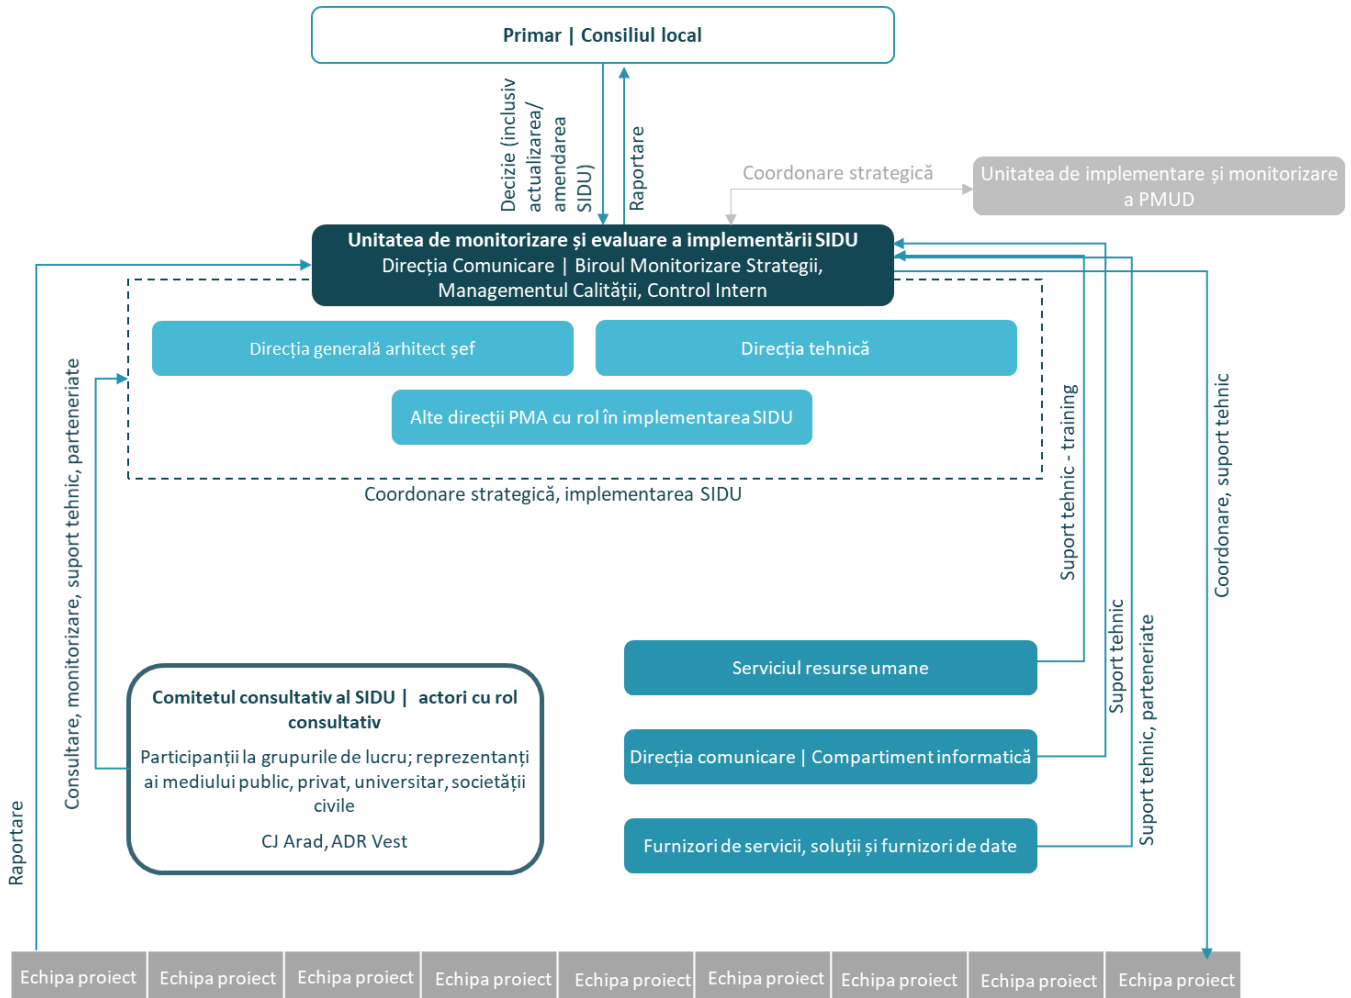 Primar | Consiliul local
Decizie (inclusiv
actualizarea/
amendarea
SIDU)
Raportare
Coordonare strategică
Unitatea de implementare și monitorizare
a PMUD
Unitatea de monitorizare și evaluare a implementării SIDU
Direcția Comunicare | Biroul Monitorizare Strategii,
Managementul Calității, Control Intern
Direcția generală arhitect șef
Direcția tehnică
Alte direcții PMA cu rol în implementarea SIDU
Coordonare strategică, implementarea SIDU
Consultare, monitorizare, suport tehnic, parteneriate
Raportare
Suport tehnic - training
Suport tehnic
Suport tehnic, parteneriate
Coordonare, suport tehnic
Comitetul consultativ al SIDU | actori cu rol
consultativ
Participanții la grupurile de lucru; reprezentanți
ai mediului public, privat, universitar, societății
civile
CJ Arad, ADR Vest
Serviciul resurse umane
Direcția comunicare | Compartiment informatică
Furnizori de servicii, soluții și furnizori de date
Echipa proiect
Echipa proiect
Echipa proiect
Echipa proiect
Echipa proiect
Echipa proiect
Echipa proiect
Echipa proiect
Echipa proiect